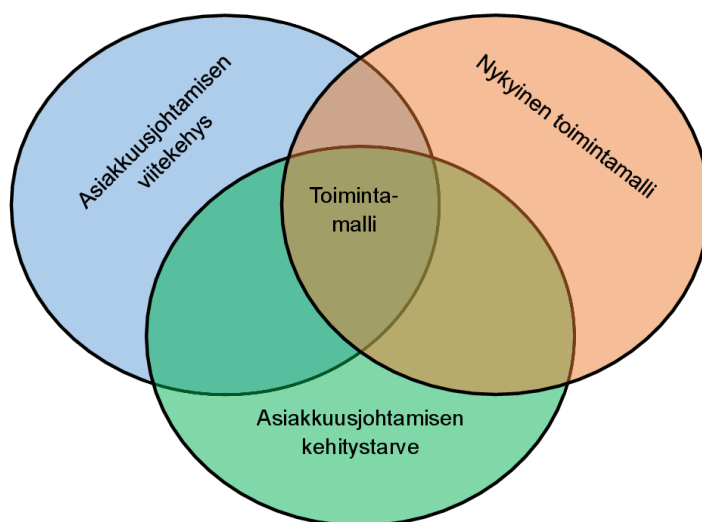 Asiakkuusjohtamisen
viitekehys
Nykyinen toimintamalli
Toiminta-
malli
Asiakkuusjohtamisen
kehitystarve